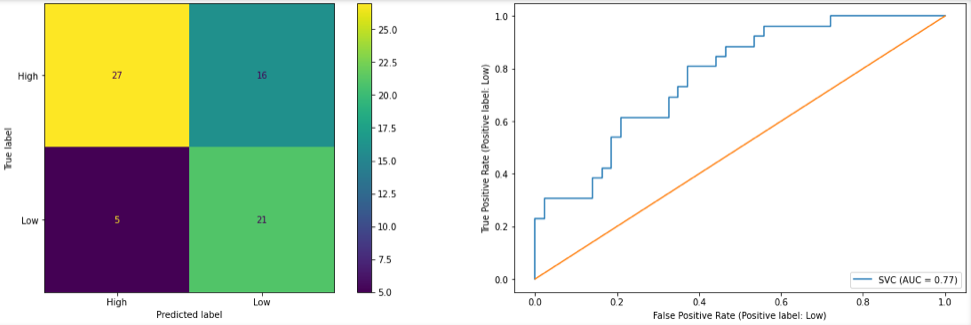 High
Low
True label
27
16
5
21
High
Low
Predicted label
25.0
22.5
20.0
17.5
15.0
12.5
10.0
7.5
5.0
True Positive Rate (Positive label: Low)
1.0
0.8
0.6
0.4
0.2
0.0
0.0
0.2
0.4
0.6
0.8
1.0
False Positive Rate (Positive label: Low)
SVC (AUC = 0.77)